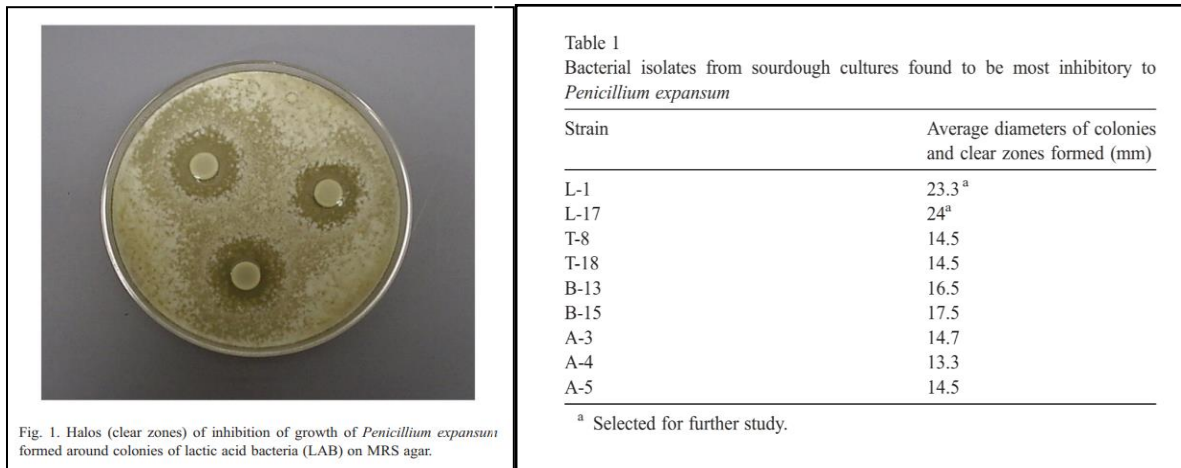 Fig. 1. Halos (clear zones) of inhibition of growth of Penicillium expansum
formed around colonies of lactic acid bacteria (LAB) on MRS agar.
Table 1
Bacterial isolates from sourdough cultures found to be most inhibitory to
Penicillium expansum
Strain Average diameters of colonies
and clear zones formed (mm)
L-1 23.3 a
L-17 24a
T-8 14.5
T-18 14.5
B-13 16.5
B-15 17.5
A-3 14.7
A-4 13.3
A-5 14.5
a Selected for further study.